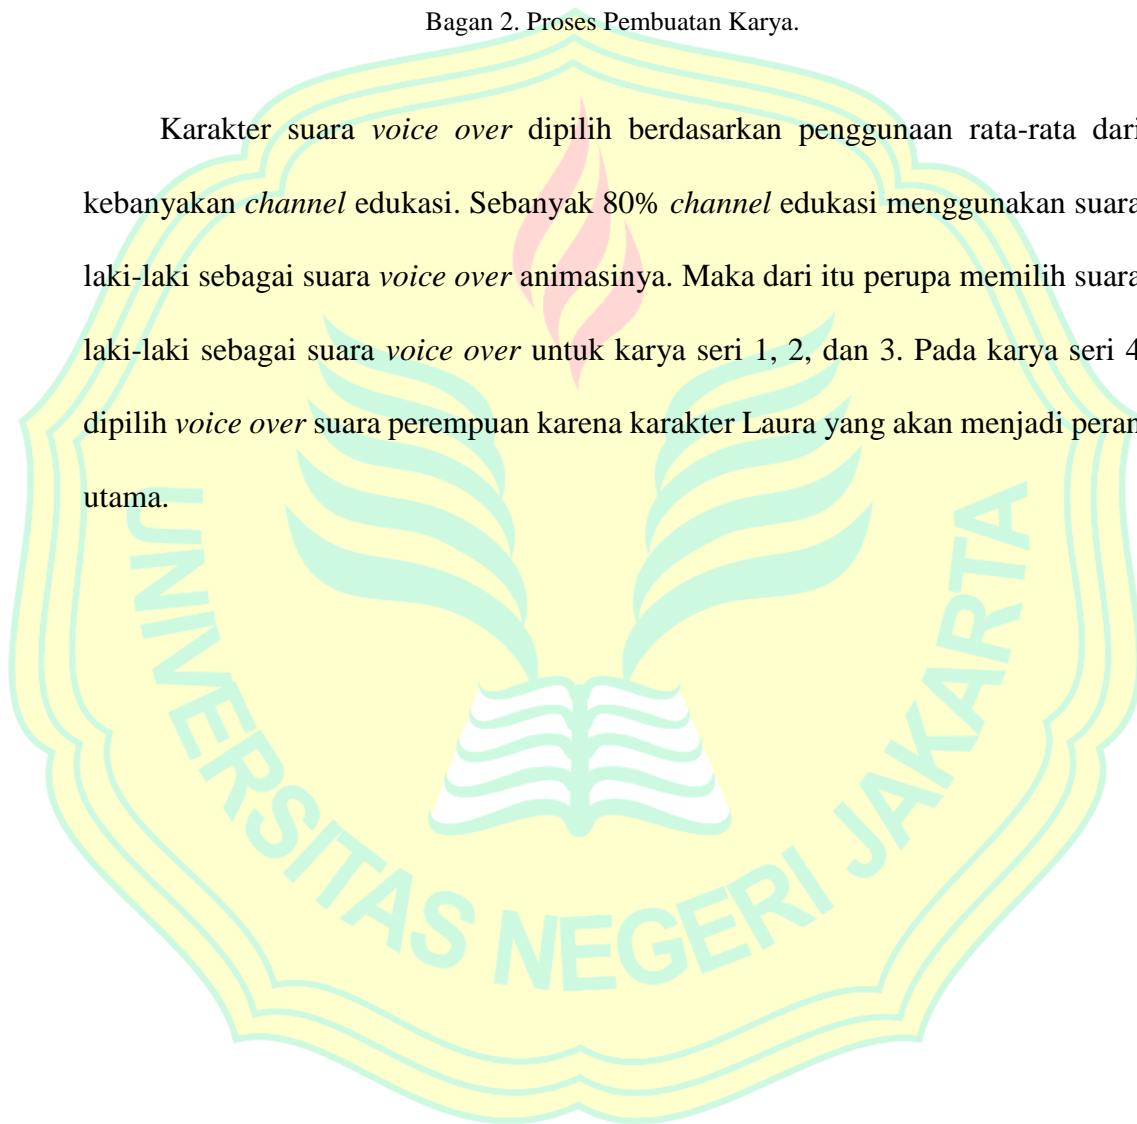 Bagan 2. Proses Pembuatan Karya.
Karakter suara voice over dipilih berdasarkan penggunaan rata-rata dari
kebanyakan channel edukasi. Sebanyak 80% channel edukasi menggunakan suara
laki-laki sebagai suara voice over animasinya. Maka dari itu perupa memilih suara
laki-laki sebagai suara voice over untuk karya seri 1, 2, dan 3. Pada karya seri 4
dipilih voice over suara perempuan karena karakter Laura yang akan menjadi peran
utama.
UNIVERSITAS NEGERI JAKARTA